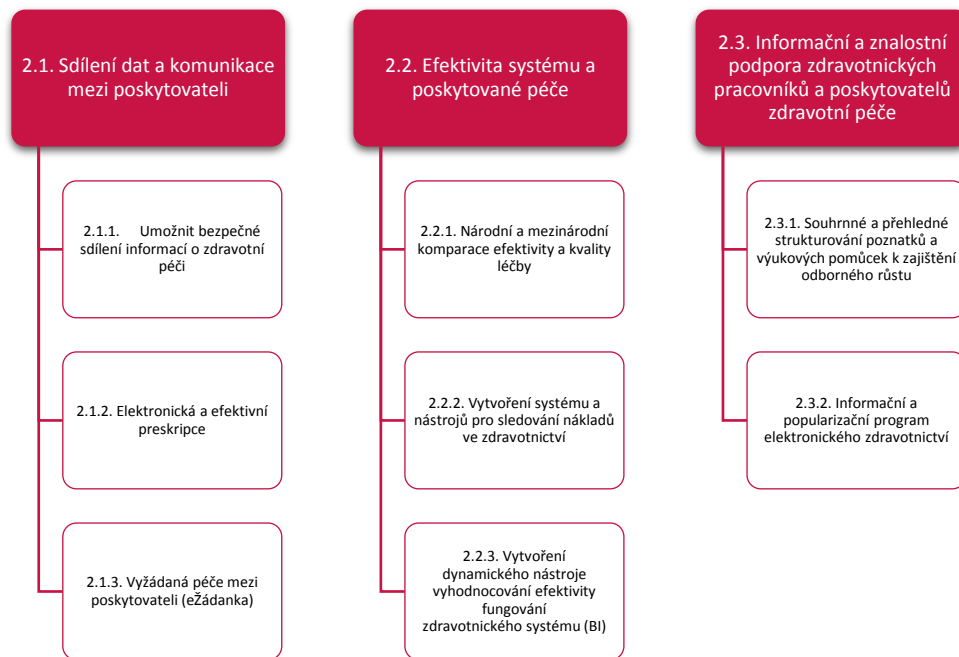 2.1. Sdílení dat a komunikace
mezi poskytovateli
2.1.1. Umožnit bezpečné
sdílení informací o zdravotní
péči
2.1.2. Elektronická a efektivní
preskripce
2.1.3. Vyžádaná péče mezi
poskytovateli (eŽádanka)
2.2. Efektivita systému a
poskytované péče
2.2.1. Národní a mezinárodní
komparace efektivity a kvality
léčby
2.2.2. Vytvoření systému a
nástrojů pro sledování nákladů
ve zdravotnictví
2.2.3. Vytvoření
dynamického nástroje
vyhodnocování efektivity
fungování
zdravotnického systému (BI)
2.3. Informační a znalostní
podpora zdravotnických
pracovníků a poskytovatelů
zdravotní péče
2.3.1. Souhrnné a přehledné
strukturování poznatků a
výukových pomůcek k zajištění
odborného růstu
2.3.2. Informační a
popularizační program
elektronického zdravotnictví